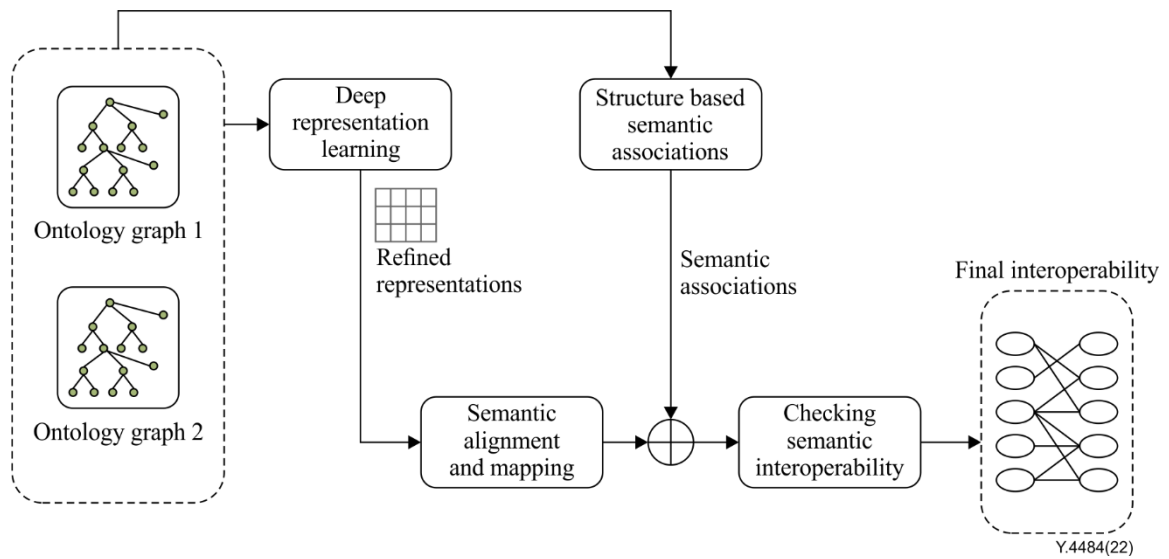 Deep
representation
learning
Structure based
semantic
associations
Ontology graph 1
Refined
representations
Semantic
associations
Final interoperability
Ontology graph 2
Semantic
alignment
and mapping
Checking
semantic
interoperability
Y.4484(22)